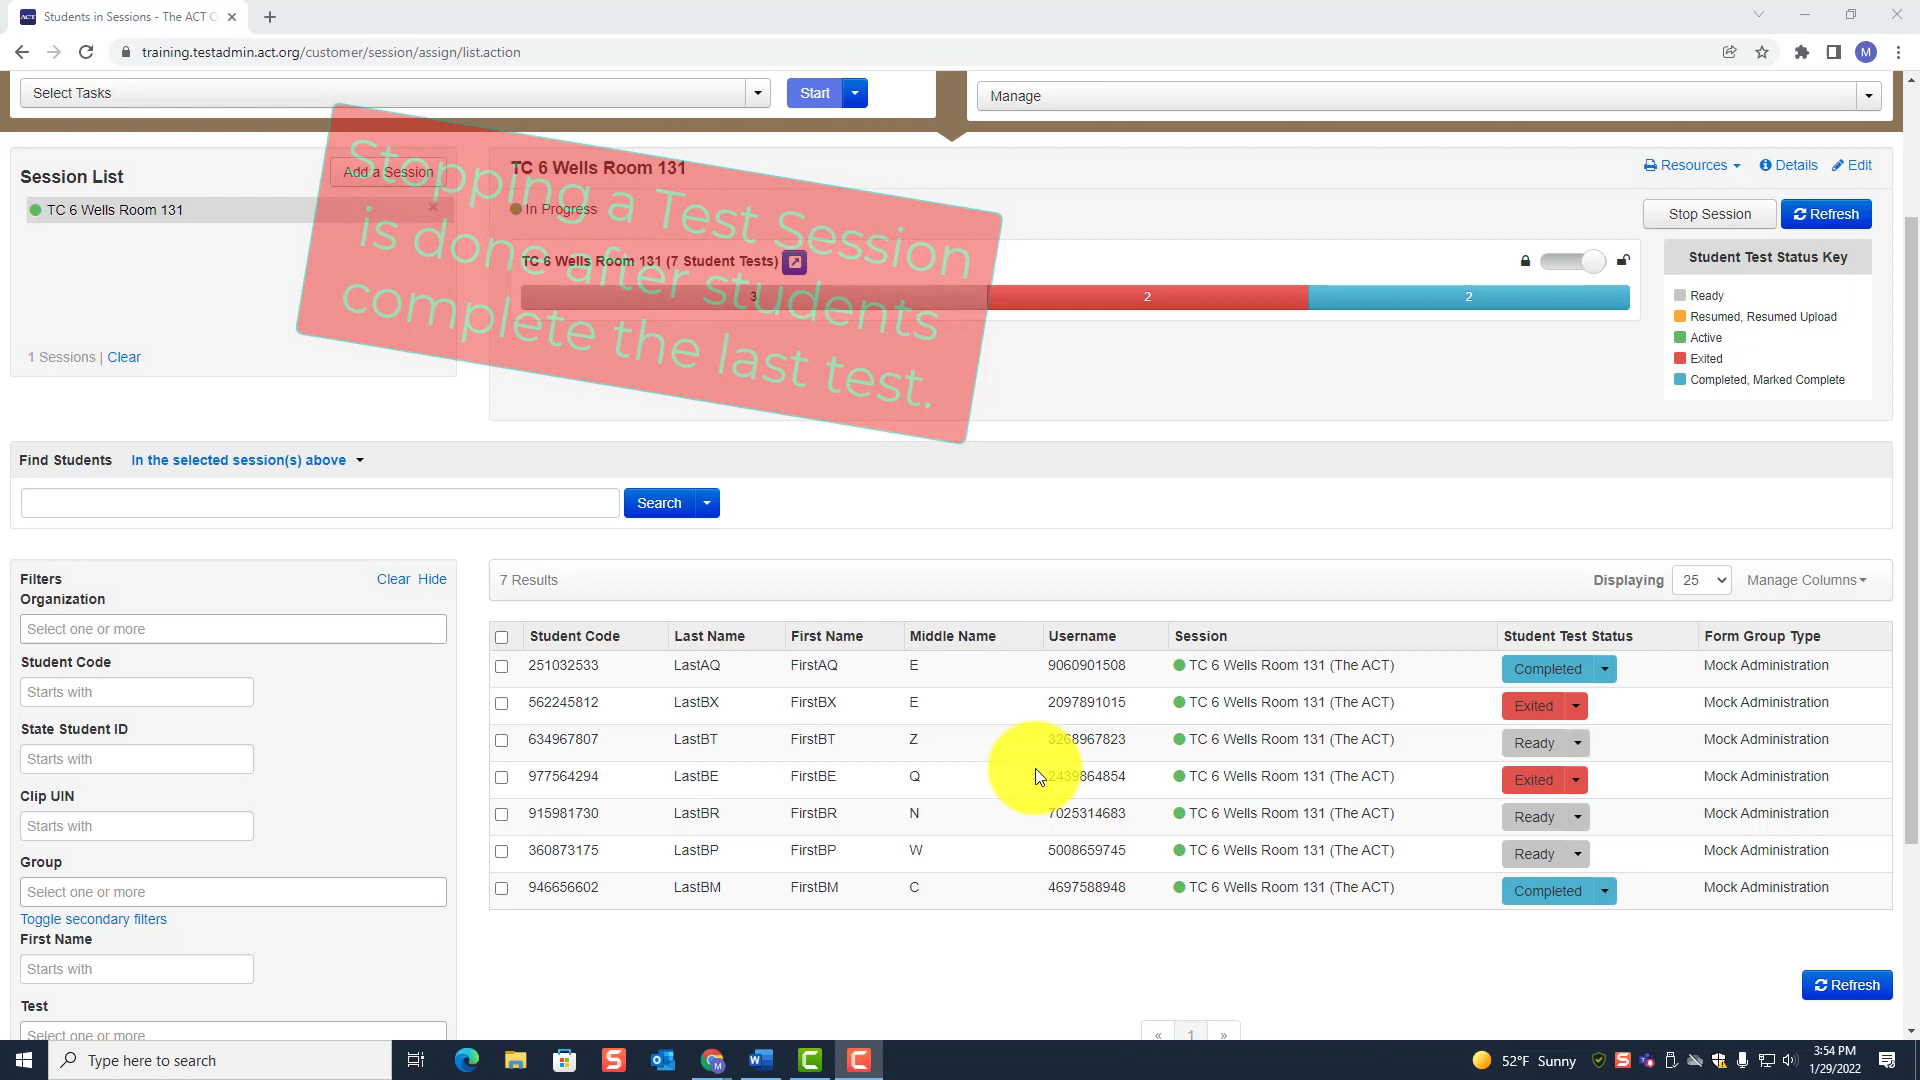 Students in Sessions - The ACT O
training.testadmin.act.org/customer/session/assign/list.action
M
Select Tasks
Start
Manage
Session List
Add a Session
TC 6 Wells Room 131
1 Sessions | Clear
TC 6 Wells Room 131
Resources
Details
Edit
In Progress
Stop Session
Refresh
TC 6 Wells Room 131 (7 Student Tests)
3
2
2
Student Test Status Key
Ready
Resumed, Resumed Upload
Active
Exited
Completed, Marked Complete
Stopping a Test Session
is done after students
complete the last test.
Find Students In the selected session(s) above
Search
Filters Clear Hide
Organization
Select one or more
Student Code
Starts with
State Student ID
Starts with
Clip UIN
Starts with
Group
Select one or more
Toggle secondary filters
First Name
Starts with
Test
Select one or more
7 Results
Displaying 25 Manage Columns
Student Code Last Name First Name Middle Name Username Session Student Test Status Form Group Type
251032533 LastAQ FirstAQ E 9060901508 TC 6 Wells Room 131 (The ACT) Completed Mock Administration
562245812 LastBX FirstBX E 2097891015 TC 6 Wells Room 131 (The ACT) Exited Mock Administration
634967807 LastBT FirstBT Z 3268967823 TC 6 Wells Room 131 (The ACT) Ready Mock Administration
977564294 LastBE FirstBE Q 2439864854 TC 6 Wells Room 131 (The ACT) Exited Mock Administration
915981730 LastBR FirstBR N 7025314683 TC 6 Wells Room 131 (The ACT) Ready Mock Administration
360873175 LastBP FirstBP W 5008659745 TC 6 Wells Room 131 (The ACT) Ready Mock Administration
946656602 LastBM FirstBM C 4697588948 TC 6 Wells Room 131 (The ACT) Completed Mock Administration
Refresh
« 1 »
Type here to search
52°F Sunny
3:54 PM
1/29/2022